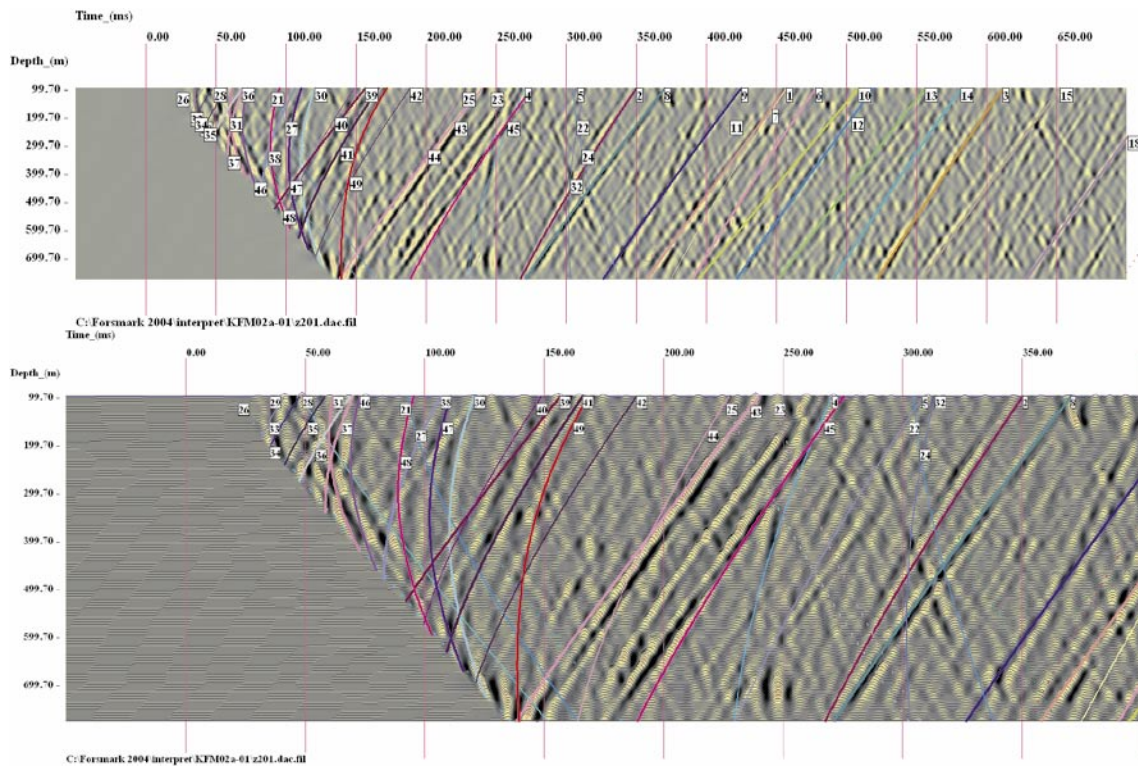 Time_(ms)
0.00 50.00 100.00 150.00 200.00 250.00 300.00 350.00 400.00 450.00 500.00 550.00 600.00 650.00
Depth_(m)
99.70 -
26 28 36 21 30 39 42 25 23 4 5 2 8 9 1 6 10 13 14 3 15
199.70 -
34 31 27 40 43 45 22 11 7 12
35
299.70 -
37 38 41 44 24 18
399.70 -
46 47 49 32
499.70 -
48
599.70 -
699.70 -
C:\Forsmark 2004\interpret\KFM02a-01\z201.dac.fil
Time_(ms)
0.00 50.00 100.00 150.00 200.00 250.00 300.00 350.00
Depth_(m)
99.70 -
26 29 28 31 46 21 38 30 39 41 42 25 43 23 4 5 32 2
40
199.70 -
33 35 37 27 47 49 44 45 22
34 36 48 24
299.70 -
399.70 -
499.70 -
599.70 -
699.70 -
C:\Forsmark 2004\interpret\KFM02a-01\z201.dac.fil